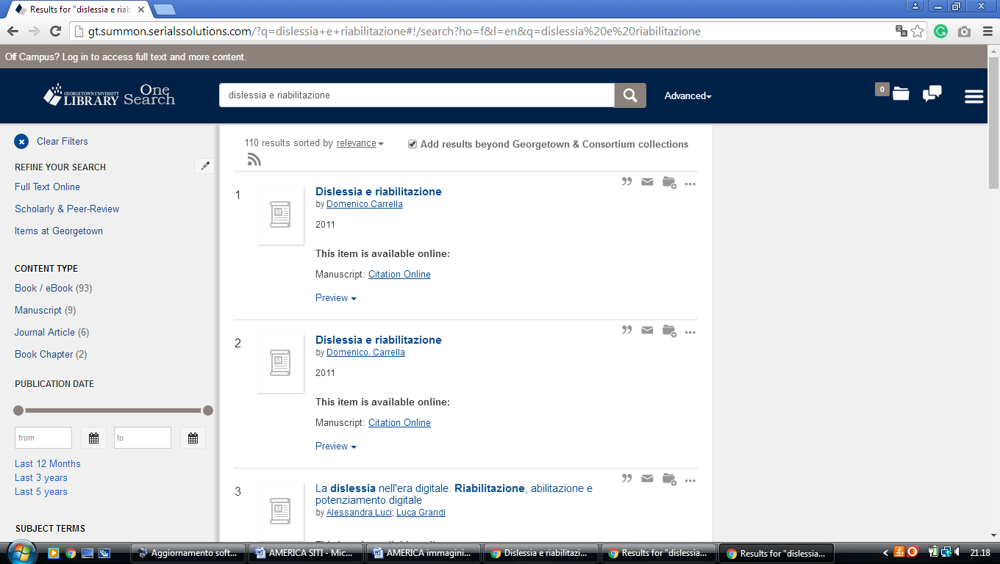 Results for "dislessia e riab
gt.summon.serialssolutions.com/?q=dislessia+e+riabilitazione#!/search?ho=f&l=en&q=dislessia%20e%20riabilitazione
Off Campus? Log in to access full text and more content.
GEORGETOWN UNIVERSITY
LIBRARY
One
Search
dislessia e riabilitazione
Advanced
0
Clear Filters
REFINE YOUR SEARCH
Full Text Online
Scholarly & Peer-Review
Items at Georgetown
CONTENT TYPE
Book / eBook (93)
Manuscript (9)
Journal Article (6)
Book Chapter (2)
PUBLICATION DATE
from
to
Last 12 Months
Last 3 years
Last 5 years
SUBJECT TERMS
110 results sorted by relevance
Add results beyond Georgetown & Consortium collections
1
M
Dislessia e riabilitazione
by Domenico Carrella
2011
This item is available online:
Manuscript: Citation Online
Preview
2
M
Dislessia e riabilitazione
by Domenico. Carrella
2011
This item is available online:
Manuscript: Citation Online
Preview
3
M
La dislessia nell'era digitale. Riabilitazione, abilitazione e
potenziamento digitale
by Alessandra Luci; Luca Grandi
Aggiornamento soft...
AMERICA SITI - Mic...
AMERICA immagini...
Dislessia e riabilitazi...
Results for "dislessia...
Results for "dislessia...
21.18